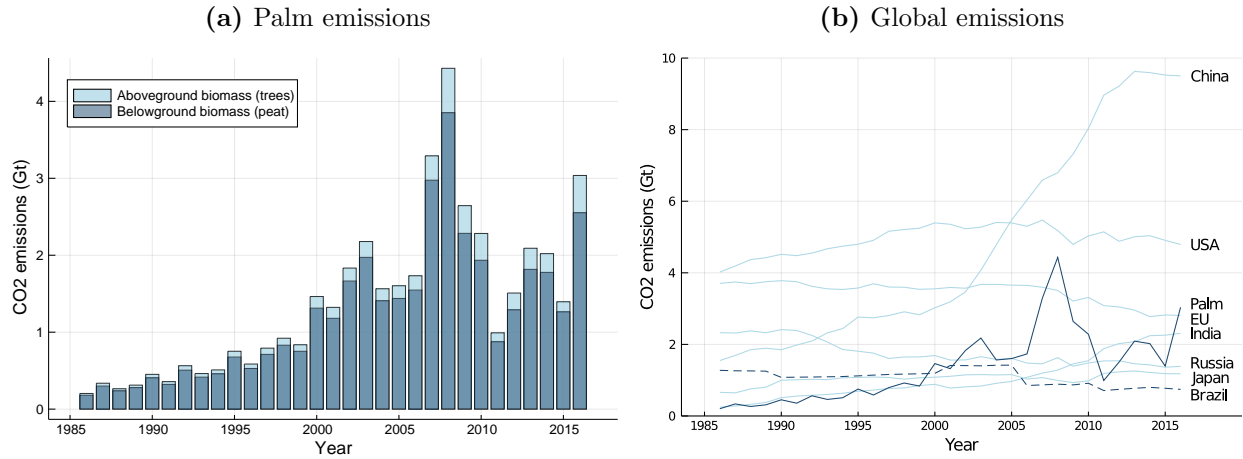 (a) Palm emissions
CO2 emissions (Gt)
4
3
2
1
0
Aboveground biomass (trees)
Belowground biomass (peat)
1985 1990 1995 2000 2005 2010 2015
Year
(b) Global emissions
CO2 emissions (Gt)
10
8
6
4
2
0
China
USA
Palm
EU
India
Russia
Japan
Brazil
1985 1990 1995 2000 2005 2010 2015
Year